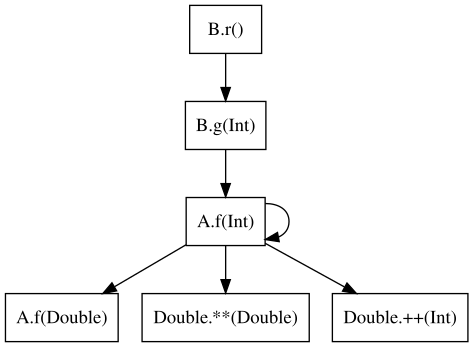 B.r()
B.g(Int)
A.f(Int)
A.f(Double)
Double.**(Double)
Double.++(Int)